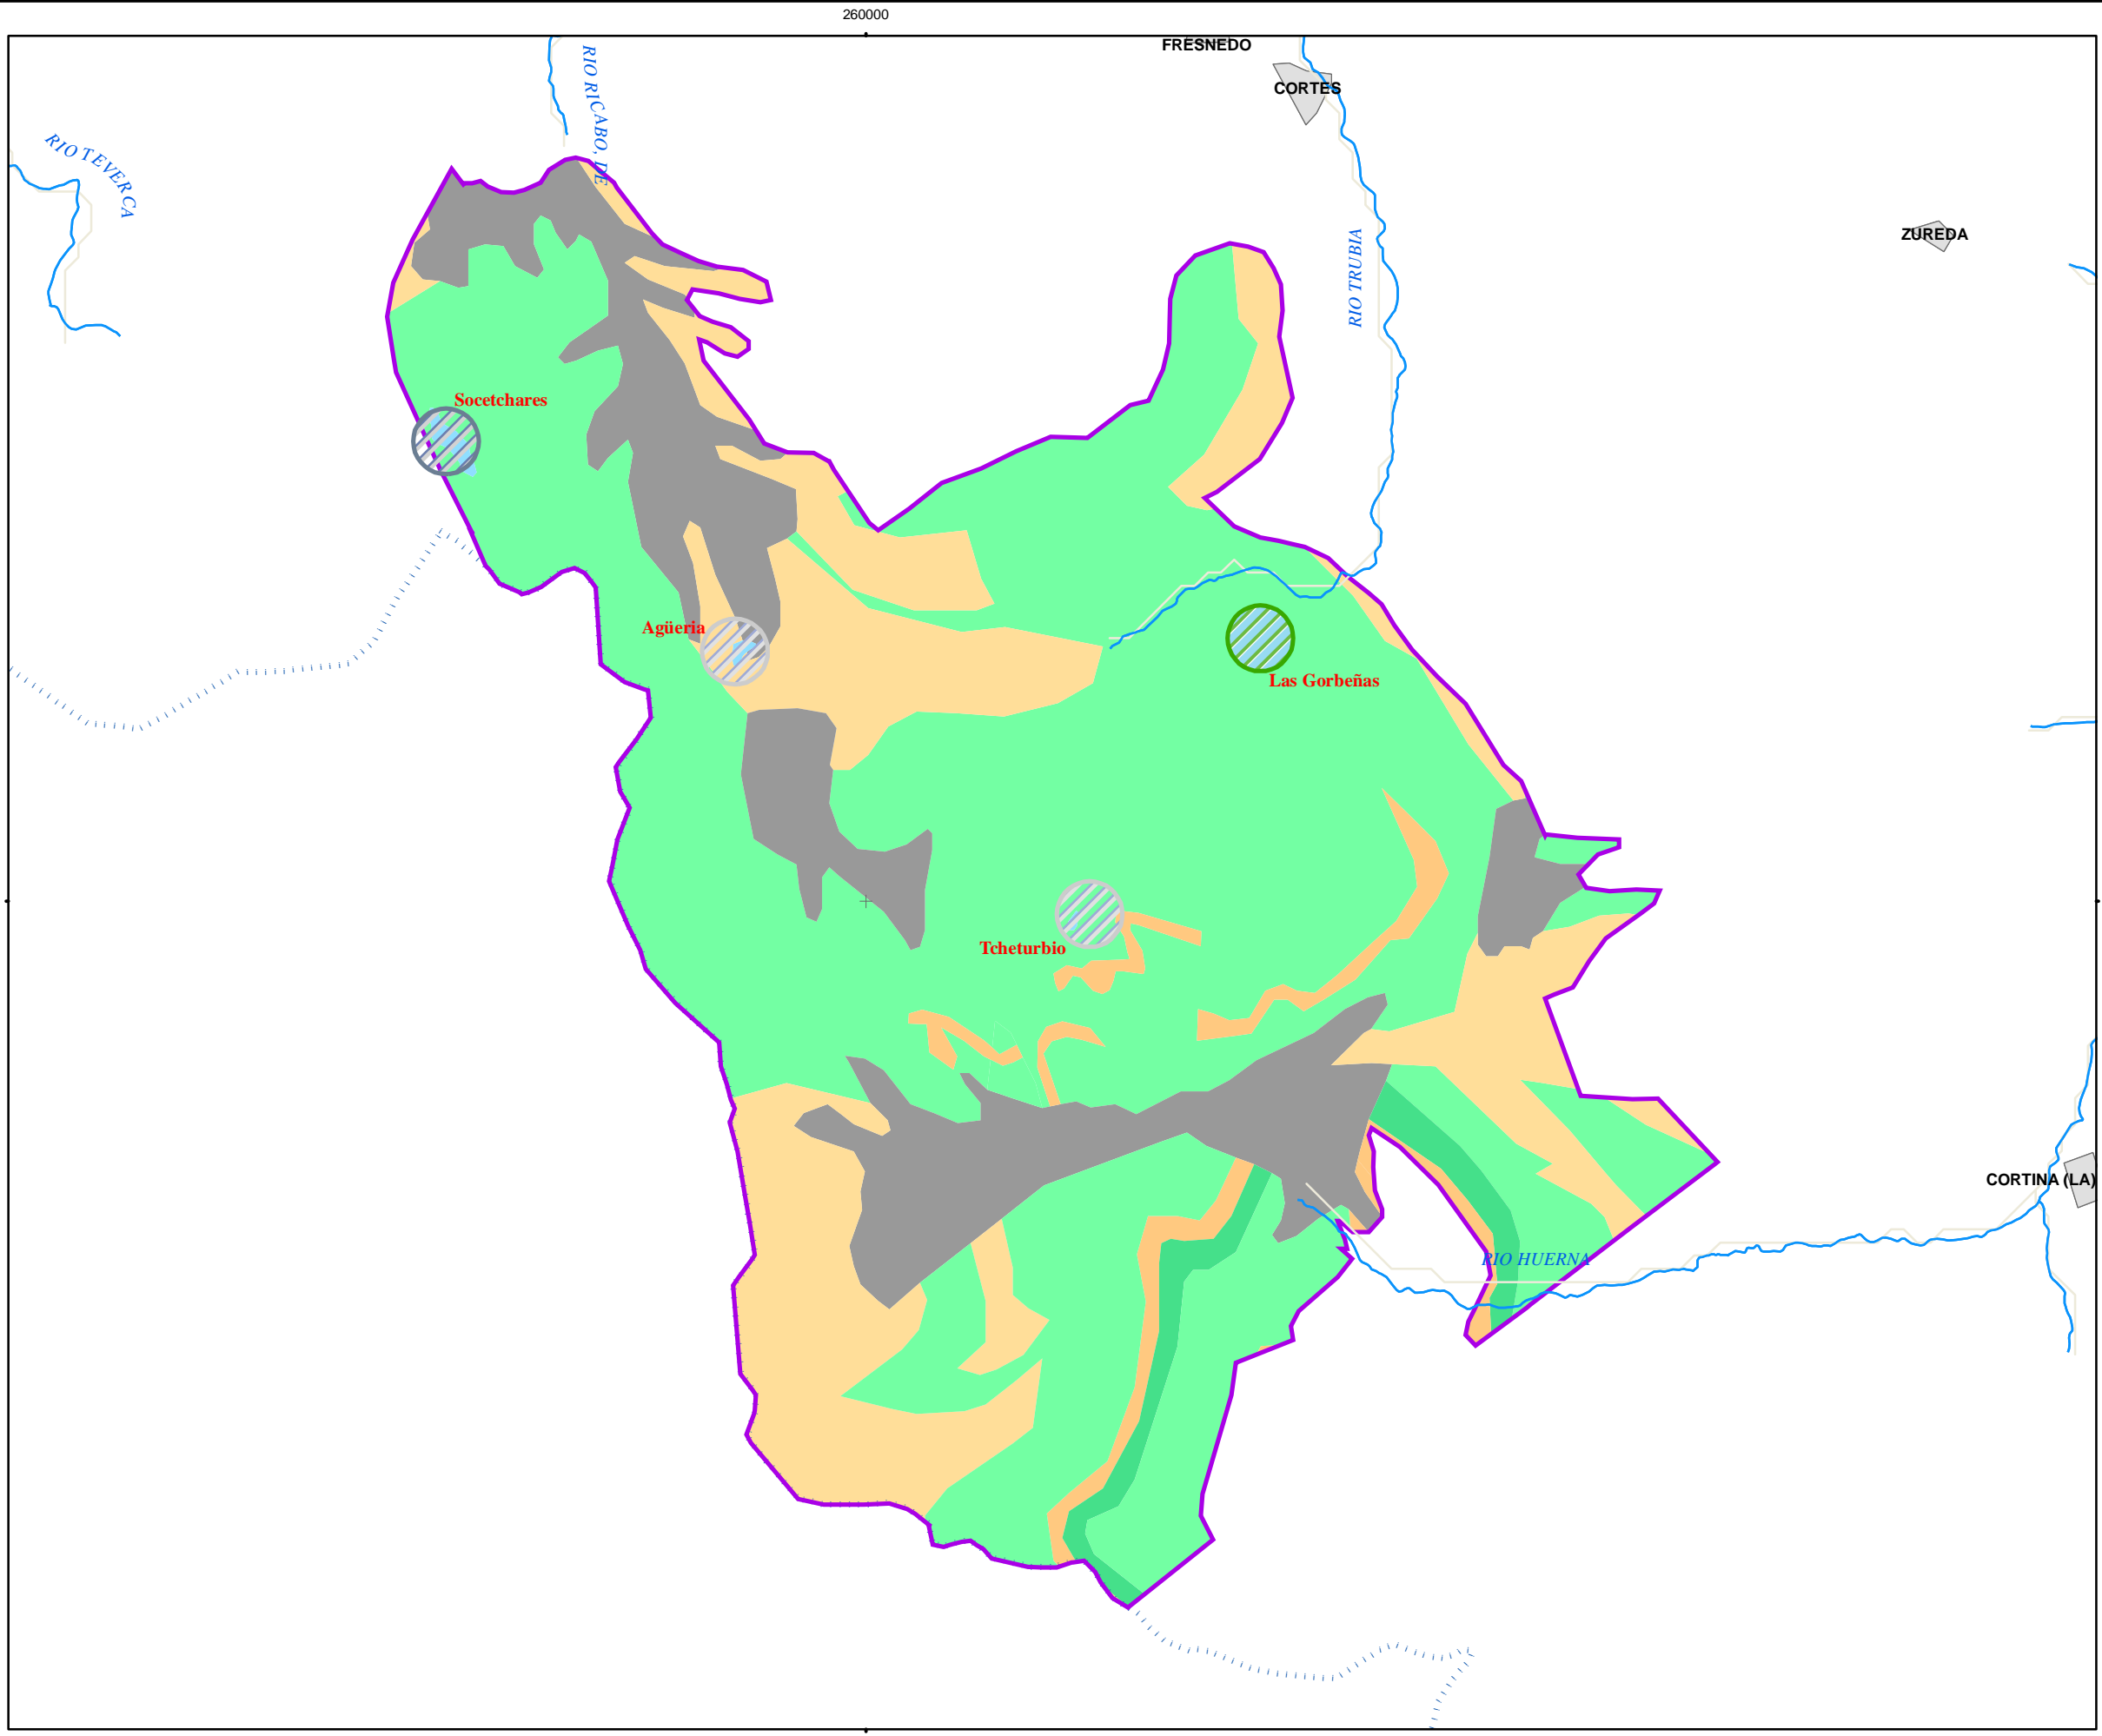 260000
FRESNEDO
CORTES
RIO RICABO, DE
RIO TEVERCA
ZUREDA
RIO TRUBIA
Socetchares
Agüeria
Las Gorbeñas
Tcheturbio
CORTINA (LA)
RIO HUERNA